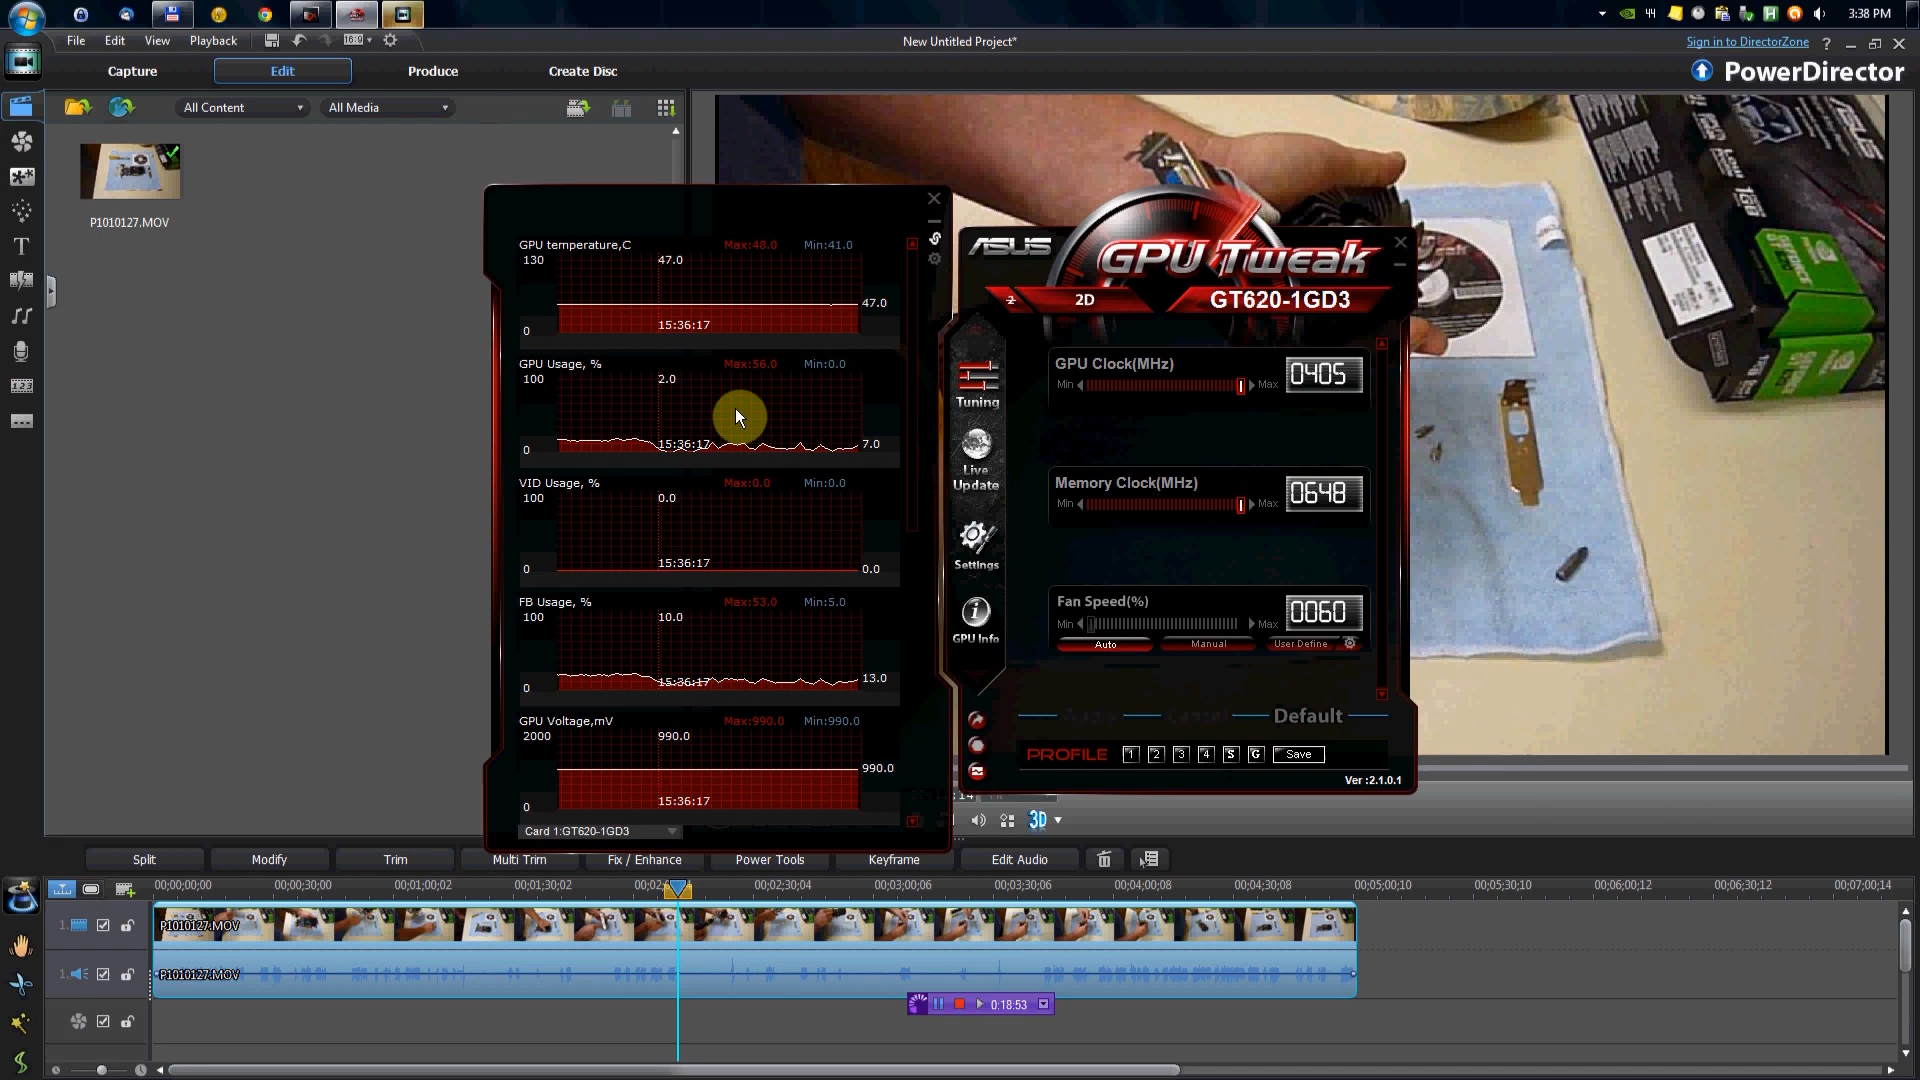 44
3:38 PM
File Edit View Playback
16:9
New Untitled Project*
Sign in to DirectorZone ?
Capture Edit Produce Create Disc
PowerDirector
All Content
All Media
P1010127.MOV
GPU temperature,C Max:48.0 Min:41.0
130 47.0
47.0
0 15:36:17
GPU Usage, % Max:56.0 Min:0.0
100 2.0
0 15:36:17 7.0
VID Usage, % Max:0.0 Min:0.0
100 0.0
0 15:36:17 0.0
FB Usage, % Max:53.0 Min:5.0
100 10.0
0 15:36:17 13.0
GPU Voltage,mV Max:990.0 Min:990.0
2000 990.0
990.0
0 15:36:17
Card 1:GT620-1GD3
ASUS GPU Tweak
2D GT620-1GD3
Tuning
Live Update
Settings
GPU Info
GPU Clock(MHz)
Min Max 0405
Memory Clock(MHz)
Min Max 0648
Fan Speed(%)
Min Max 0060
Auto Manual User Define
Default
PROFILE 1 2 3 4 S G Save
Ver :2.1.0.1
3D
Split Modify Trim Multi Trim Fix / Enhance Power Tools Keyframe Edit Audio
00;00;00;00 00;00;30;00 00;01;00;02 00;01;30;02 00;02; 00;02;30;04 00;03;00;06 00;03;30;06 00;04;00;08 00;04;30;08 00;05;00;10 00;05;30;10 00;06;00;12 00;06;30;12 00;07;00;14
1. P1010127.MOV
1. P1010127.MOV
0:18:53